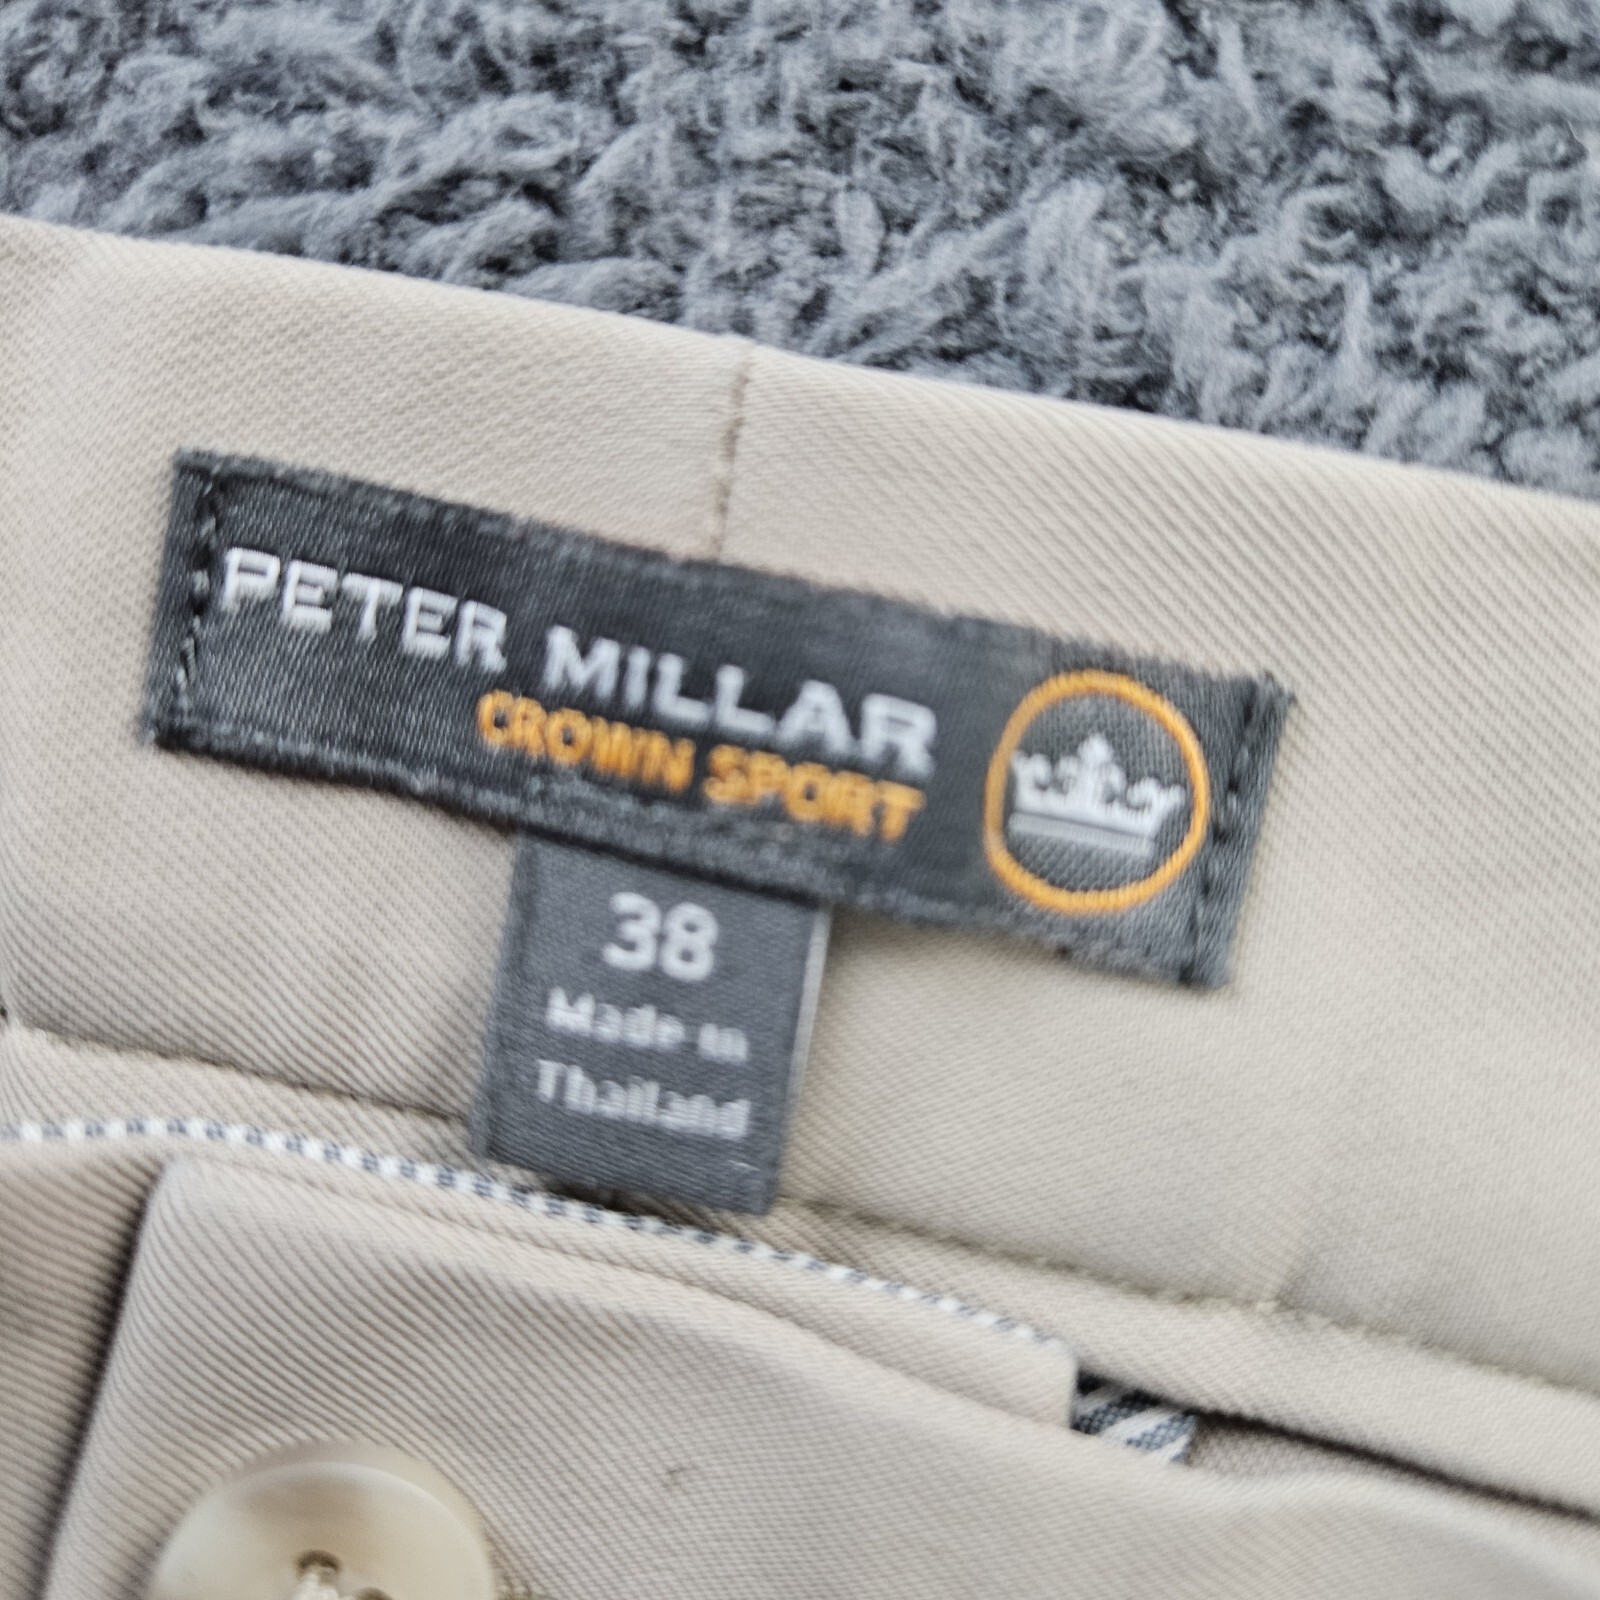 PETER MILLAR
CROWN SPORT
38
Made in
Thailand